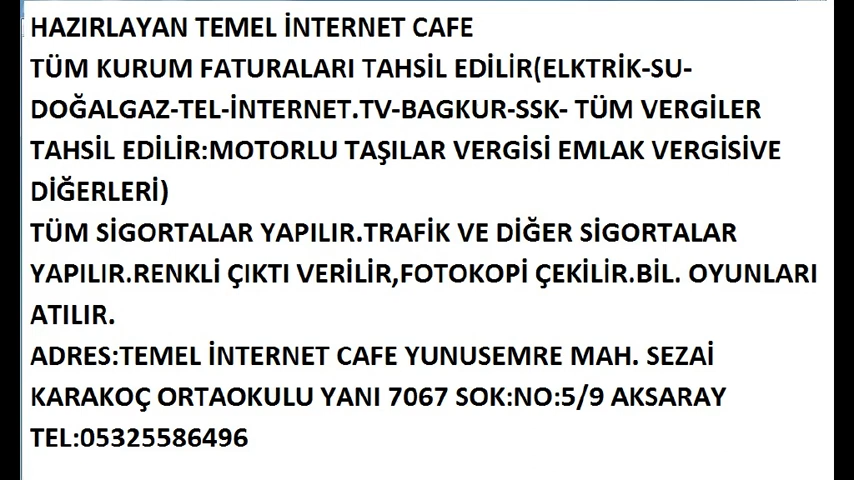 HAZIRLAYAN TEMEL İNTERNET CAFE
TÜM KURUM FATURALARI TAHSİL EDİLİR(ELKTRİK-SU-
DOĞALGAZ-TEL-İNTERNET.TV-BAGKUR-SSK- TÜM VERGİLER
TAHSİL EDİLİR:MOTORLU TAŞILAR VERGİSİ EMLAK VERGİSİVE
DİĞERLERİ)
TÜM SİGORTALAR YAPILIR.TRAFİK VE DİĞER SİGORTALAR
YAPILIR.RENKLİ ÇIKTI VERİLİR,FOTOKOPİ ÇEKİLİR.BİL. OYUNLARI
ATILIR.
ADRES:TEMEL İNTERNET CAFE YUNUSEMRE MAH. SEZAİ
KARAKOÇ ORTAOKULU YANI 7067 SOK:NO:5/9 AKSARAY
TEL:05325586496